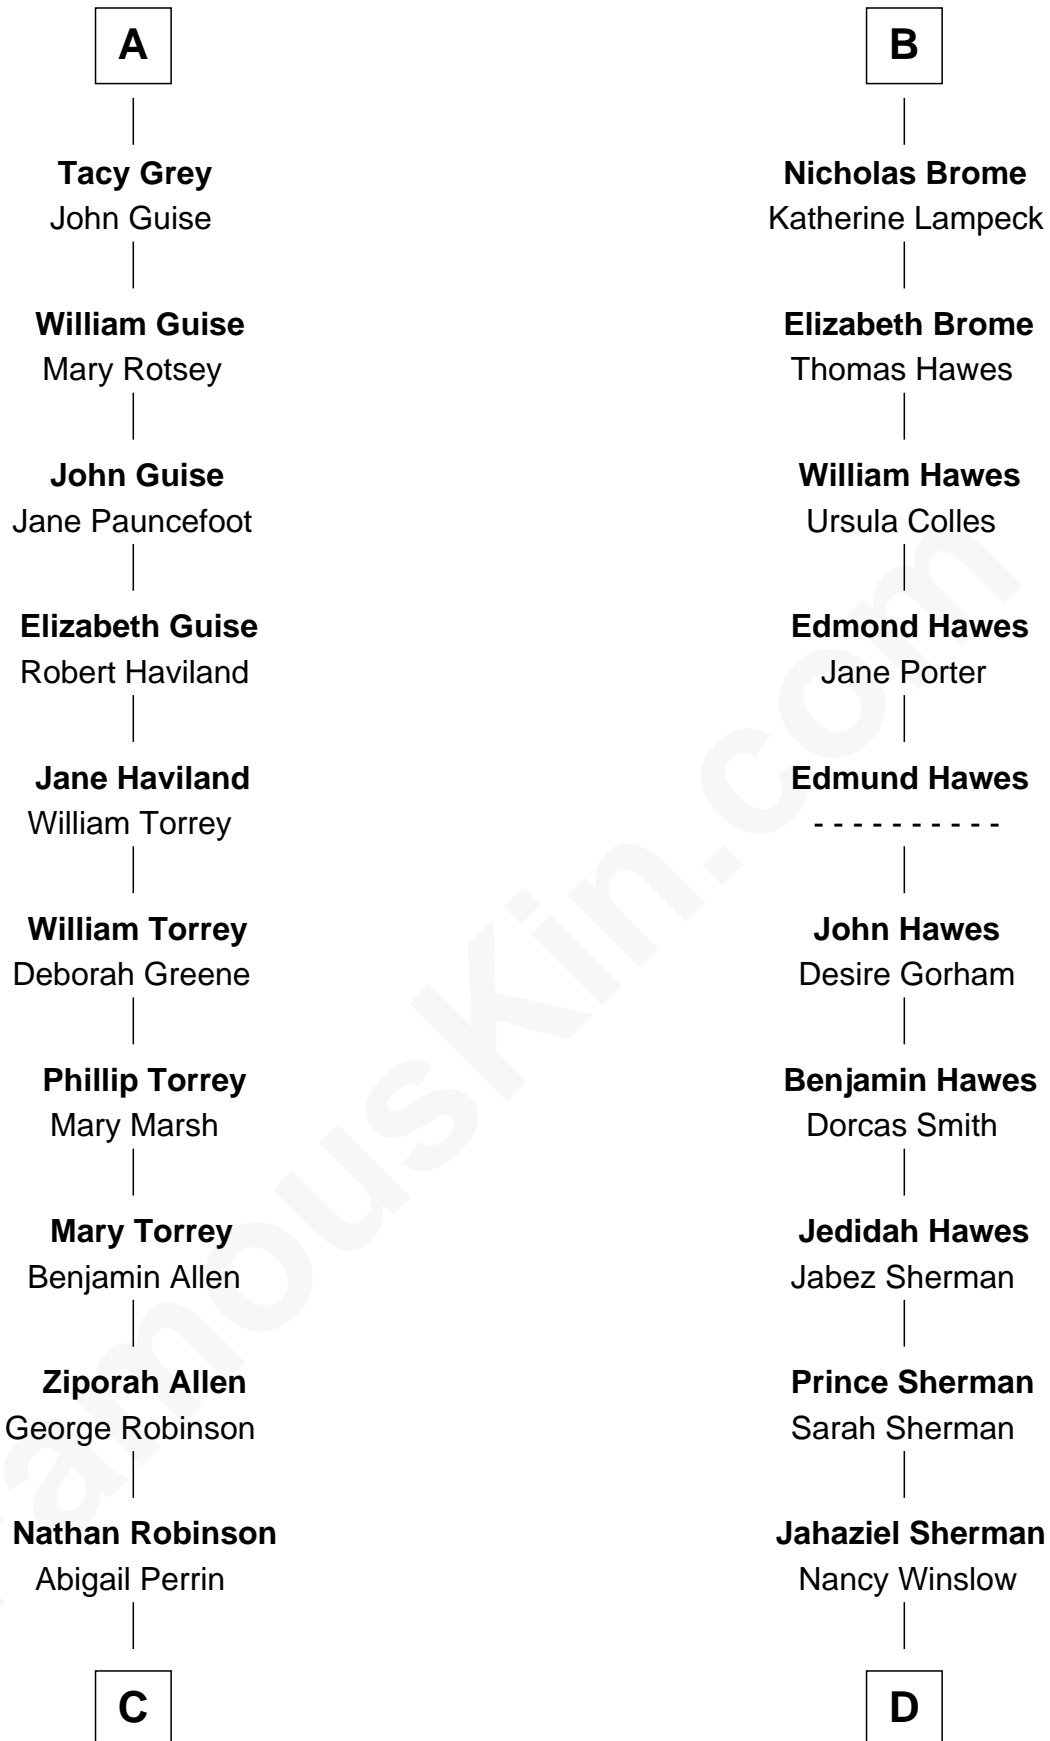 A
Tacy Grey
John Guise
William Guise
Mary Rotsey
John Guise
Jane Pauncefoot
Elizabeth Guise
Robert Haviland
Jane Haviland
William Torrey
William Torrey
Deborah Greene
Phillip Torrey
Mary Marsh
Mary Torrey
Benjamin Allen
Ziporah Allen
George Robinson
Nathan Robinson
Abigail Perrin
C
B
Nicholas Brome
Katherine Lampeck
Elizabeth Brome
Thomas Hawes
William Hawes
Ursula Colles
Edmond Hawes
Jane Porter
Edmund Hawes
- - - - - - - - - -
John Hawes
Desire Gorham
Benjamin Hawes
Dorcas Smith
Jedidah Hawes
Jabez Sherman
Prince Sherman
Sarah Sherman
Jahaziel Sherman
Nancy Winslow
D
FamousKin.com